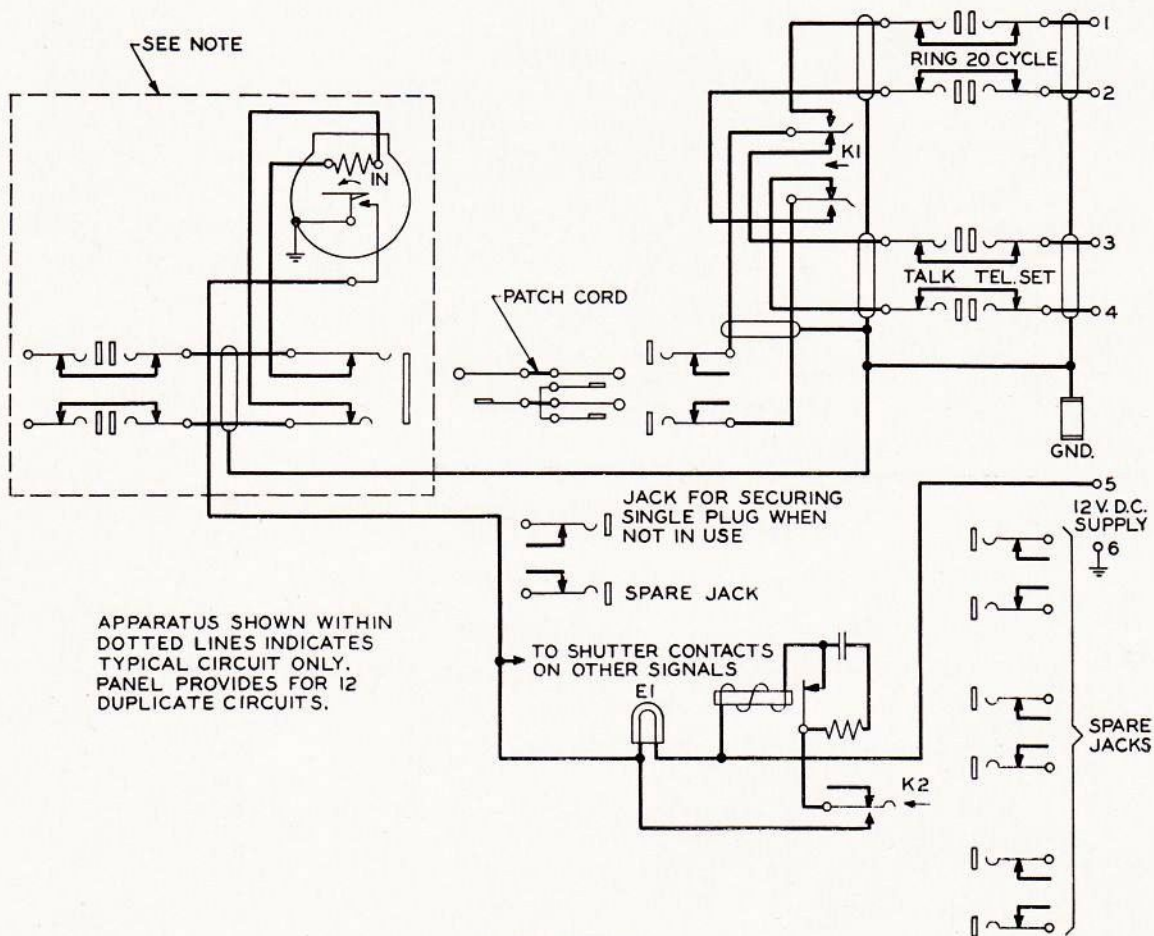 SEE NOTE
1
RING 20 CYCLE
2
K1
IN
3
TALK TEL. SET
4
PATCH CORD
GND.
5
12 V. D.C.
SUPPLY
6
JACK FOR SECURING
SINGLE PLUG WHEN
NOT IN USE
SPARE JACK
APPARATUS SHOWN WITHIN
DOTTED LINES INDICATES
TYPICAL CIRCUIT ONLY.
PANEL PROVIDES FOR 12
DUPLICATE CIRCUITS.
TO SHUTTER CONTACTS
ON OTHER SIGNALS
E1
K2
SPARE
JACKS